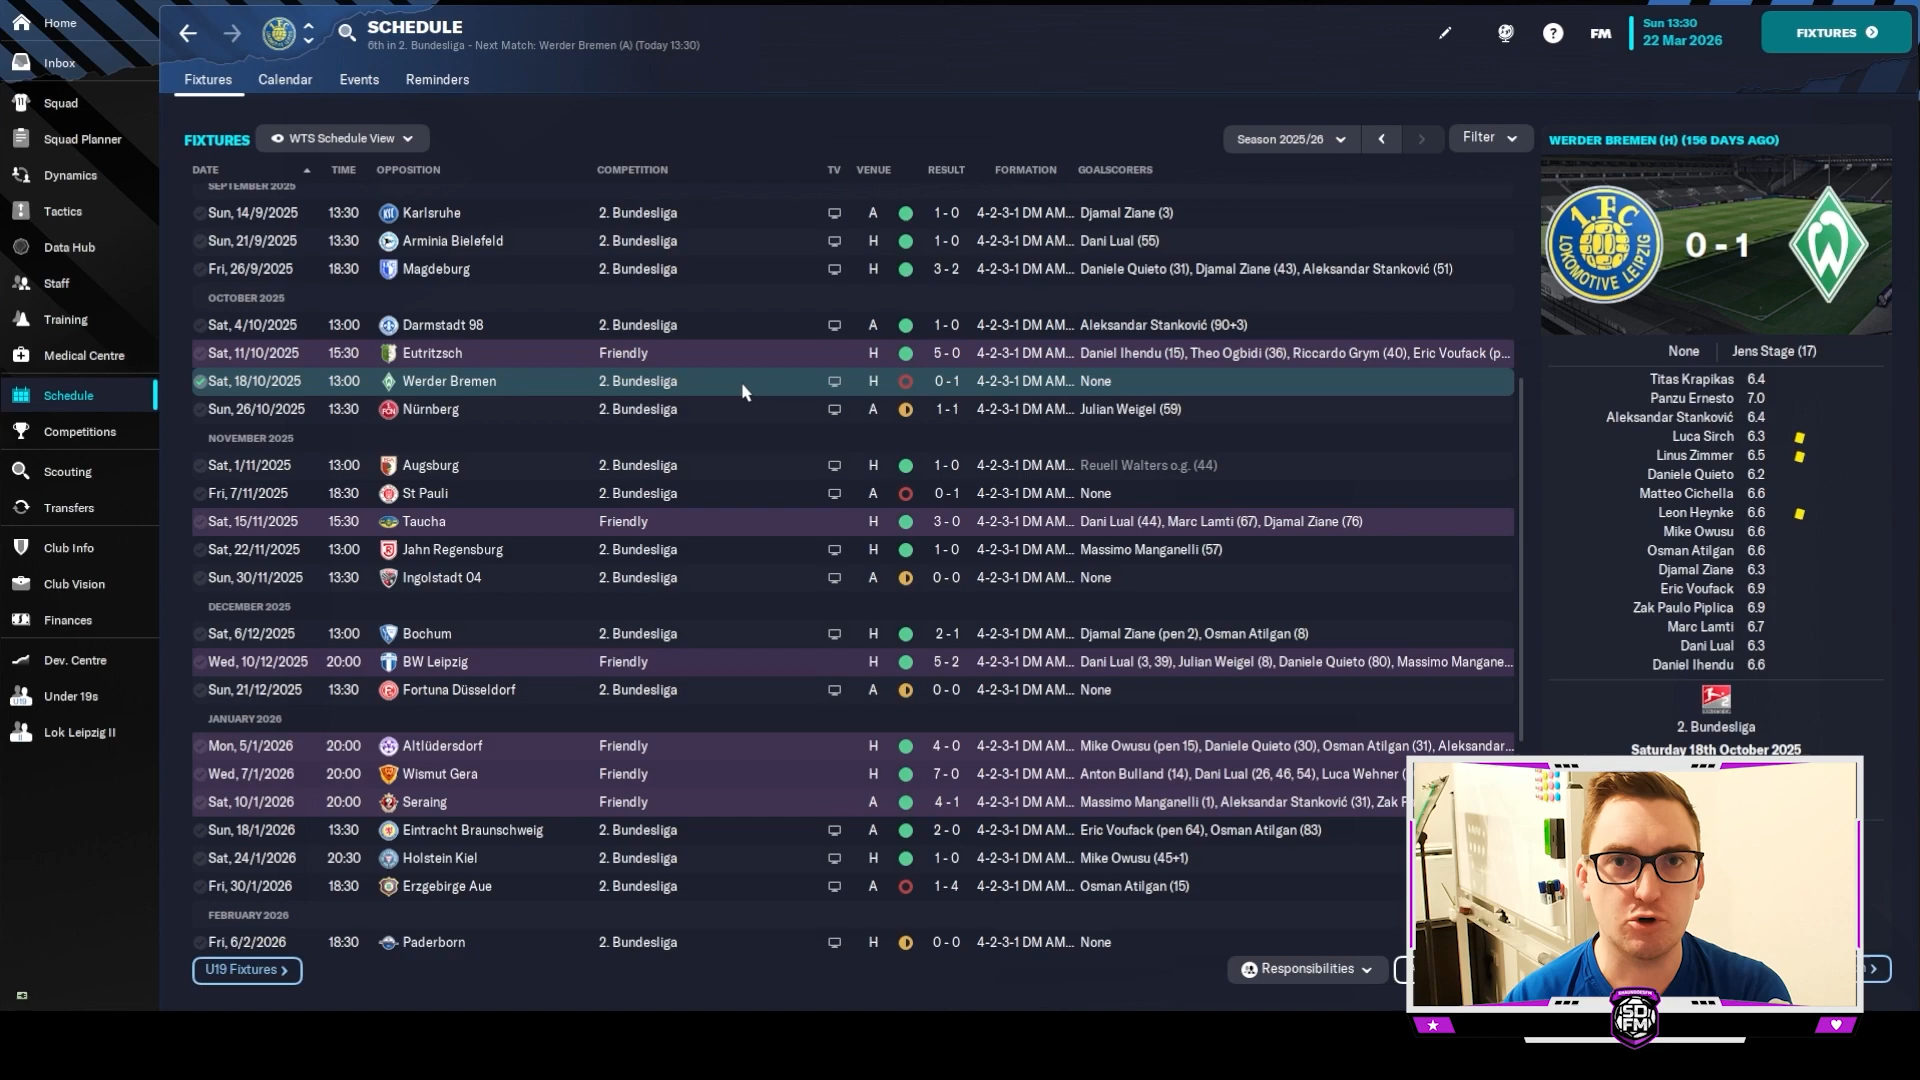 Home
Inbox
Squad
Squad Planner
Dynamics
Tactics
Data Hub
Staff
Training
Medical Centre
Schedule
Competitions
Scouting
Transfers
Club Info
Club Vision
Finances
Dev. Centre
Under 19s
Lok Leipzig II
SCHEDULE
6th in 2. Bundesliga - Next Match: Werder Bremen (A) (Today 13:30)
FM
Sun 13:30
22 Mar 2026
FIXTURES
Fixtures Calendar Events Reminders
FIXTURES WTS Schedule View Season 2025/26 Filter
DATE TIME OPPOSITION COMPETITION TV VENUE RESULT FORMATION GOALSCORERS
SEPTEMBER 2025
Sun, 14/9/2025 13:30 Karlsruhe 2. Bundesliga A 1 - 0 4-2-3-1 DM AM... Djamal Ziane (3)
Sun, 21/9/2025 13:30 Arminia Bielefeld 2. Bundesliga H 1 - 0 4-2-3-1 DM AM... Dani Lual (55)
Fri, 26/9/2025 18:30 Magdeburg 2. Bundesliga H 3 - 2 4-2-3-1 DM AM... Daniele Quieto (31), Djamal Ziane (43), Aleksandar Stanković (51)
OCTOBER 2025
Sat, 4/10/2025 13:00 Darmstadt 98 2. Bundesliga A 1 - 0 4-2-3-1 DM AM... Aleksandar Stanković (90+3)
Sat, 11/10/2025 15:30 Eutritzsch Friendly H 5 - 0 4-2-3-1 DM AM... Daniel Ihendu (15), Theo Ogbidi (36), Riccardo Grym (40), Eric Voufack (p...
Sat, 18/10/2025 13:00 Werder Bremen 2. Bundesliga H 0 - 1 4-2-3-1 DM AM... None
Sun, 26/10/2025 13:30 Nürnberg 2. Bundesliga A 1 - 1 4-2-3-1 DM AM... Julian Weigel (59)
NOVEMBER 2025
Sat, 1/11/2025 13:00 Augsburg 2. Bundesliga H 1 - 0 4-2-3-1 DM AM... Reuell Walters o.g. (44)
Fri, 7/11/2025 18:30 St Pauli 2. Bundesliga A 0 - 1 4-2-3-1 DM AM... None
Sat, 15/11/2025 15:30 Taucha Friendly H 3 - 0 4-2-3-1 DM AM... Dani Lual (44), Marc Lamti (67), Djamal Ziane (76)
Sat, 22/11/2025 13:00 Jahn Regensburg 2. Bundesliga H 1 - 0 4-2-3-1 DM AM... Massimo Manganelli (57)
Sun, 30/11/2025 13:30 Ingolstadt 04 2. Bundesliga A 0 - 0 4-2-3-1 DM AM... None
DECEMBER 2025
Sat, 6/12/2025 13:00 Bochum 2. Bundesliga H 2 - 1 4-2-3-1 DM AM... Djamal Ziane (pen 2), Osman Atilgan (8)
Wed, 10/12/2025 20:00 BW Leipzig Friendly H 5 - 2 4-2-3-1 DM AM... Dani Lual (3, 39), Julian Weigel (8), Daniele Quieto (80), Massimo Mangane...
Sun, 21/12/2025 13:30 Fortuna Düsseldorf 2. Bundesliga A 0 - 0 4-2-3-1 DM AM... None
JANUARY 2026
Mon, 5/1/2026 20:00 Altlüdersdorf Friendly H 4 - 0 4-2-3-1 DM AM... Mike Owusu (pen 15), Daniele Quieto (30), Osman Atilgan (31), Aleksandar...
Wed, 7/1/2026 20:00 Wismut Gera Friendly H 7 - 0 4-2-3-1 DM AM... Anton Bulland (14), Dani Lual (26, 46, 54), Luca Wehner (
Sat, 10/1/2026 20:00 Seraing Friendly A 4 - 1 4-2-3-1 DM AM... Massimo Manganelli (1), Aleksandar Stanković (31), Zak
Sun, 18/1/2026 13:30 Eintracht Braunschweig 2. Bundesliga A 2 - 0 4-2-3-1 DM AM... Eric Voufack (pen 64), Osman Atilgan (83)
Sat, 24/1/2026 20:30 Holstein Kiel 2. Bundesliga H 1 - 0 4-2-3-1 DM AM... Mike Owusu (45+1)
Fri, 30/1/2026 18:30 Erzgebirge Aue 2. Bundesliga A 1 - 4 4-2-3-1 DM AM... Osman Atilgan (15)
FEBRUARY 2026
Fri, 6/2/2026 18:30 Paderborn 2. Bundesliga H 0 - 0 4-2-3-1 DM AM... None
U19 Fixtures
Responsibilities
WERDER BREMEN (H) (156 DAYS AGO)
1.FC
LOKOMOTIVE LEIPZIG
0 - 1
W
None Jens Stage (17)
Titas Krapikas 6.4
Panzu Ernesto 7.0
Aleksandar Stanković 6.4
Luca Sirch 6.3
Linus Zimmer 6.5
Daniele Quieto 6.2
Matteo Cichella 6.6
Leon Heynke 6.6
Mike Owusu 6.6
Osman Atilgan 6.6
Djamal Ziane 6.3
Eric Voufack 6.9
Zak Paulo Piplica 6.9
Marc Lamti 6.7
Dani Lual 6.3
Daniel Ihendu 6.6
2. Bundesliga
Saturday 18th October 2025
SD
FM